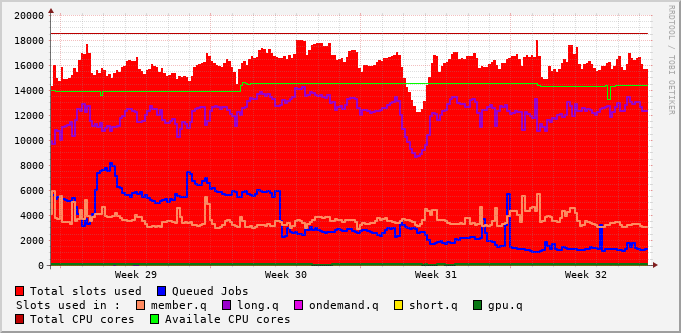 20000
18000
16000
14000
12000
10000
8000
6000
4000
2000
0
Week 29 Week 30 Week 31 Week 32
Total slots used Queued Jobs
Slots used in : member.q long.q ondemand.q short.q gpu.q
Total CPU cores Availale CPU cores
RRDTOOL / TOBI OETIKER